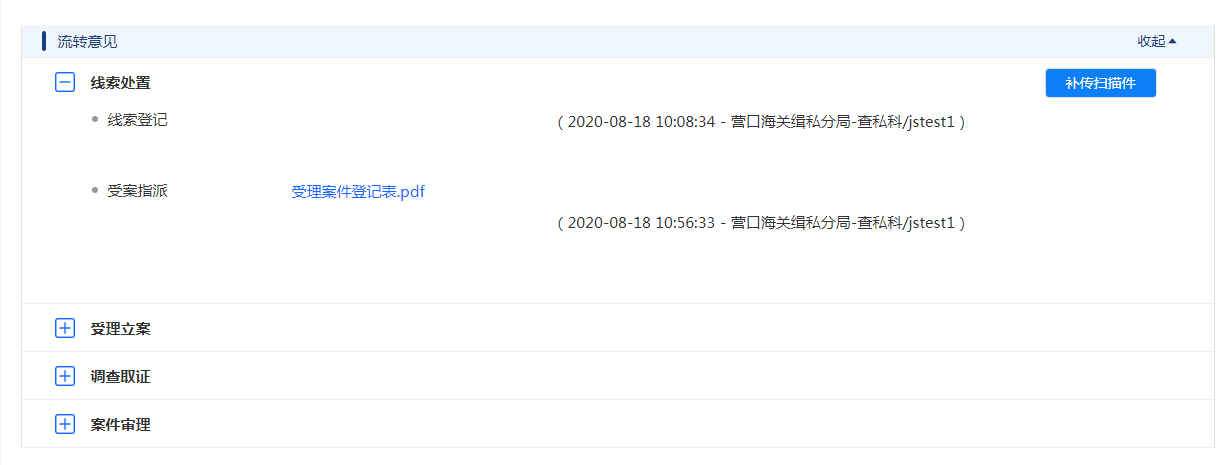 流转意见 收起
线索处置 补传扫描件
线索登记 ( 2020-08-18 10:08:34 - 营口海关缉私分局-查私科/jstest1 )
受案指派 受理案件登记表.pdf
( 2020-08-18 10:56:33 - 营口海关缉私分局-查私科/jstest1 )
受理立案
调查取证
案件审理